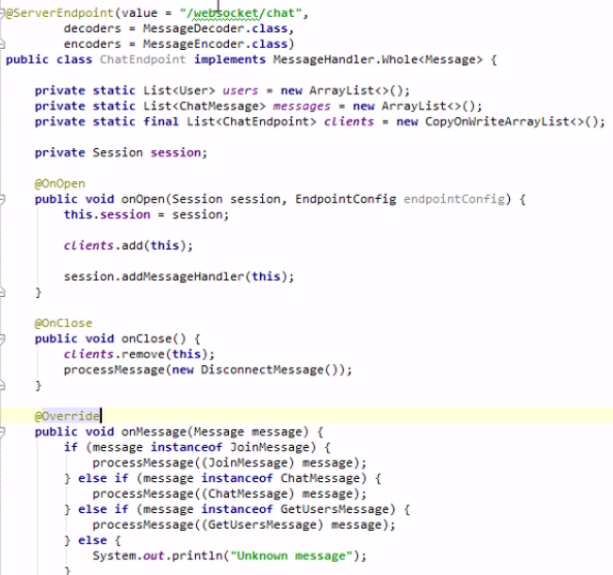 @ServerEndpoint(value = "/websocket/chat",
        decoders = MessageDecoder.class,
        encoders = MessageEncoder.class)
public class ChatEndpoint implements MessageHandler.Whole<Message> {

    private static List<User> users = new ArrayList<>();
    private static List<ChatMessage> messages = new ArrayList<>();
    private static final List<ChatEndpoint> clients = new CopyOnWriteArrayList<>();

    private Session session;

    @OnOpen
    public void onOpen(Session session, EndpointConfig endpointConfig) {
        this.session = session;

        clients.add(this);

        session.addMessageHandler(this);
    }

    @OnClose
    public void onClose() {
        clients.remove(this);
        processMessage(new DisconnectMessage());
    }

    @Override
    public void onMessage(Message message) {
        if (message instanceof JoinMessage) {
            processMessage((JoinMessage) message);
        } else if (message instanceof ChatMessage) {
            processMessage((ChatMessage) message);
        } else if (message instanceof GetUsersMessage) {
            processMessage((GetUsersMessage) message);
        } else {
            System.out.println("Unknown message");
        }